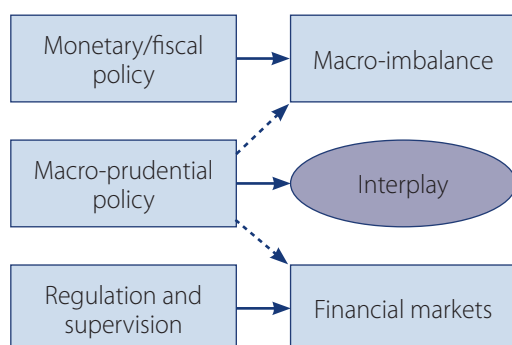 Monetary/fiscal
policy
Macro-imbalance
Macro-prudential
policy
Interplay
Regulation and
supervision
Financial markets